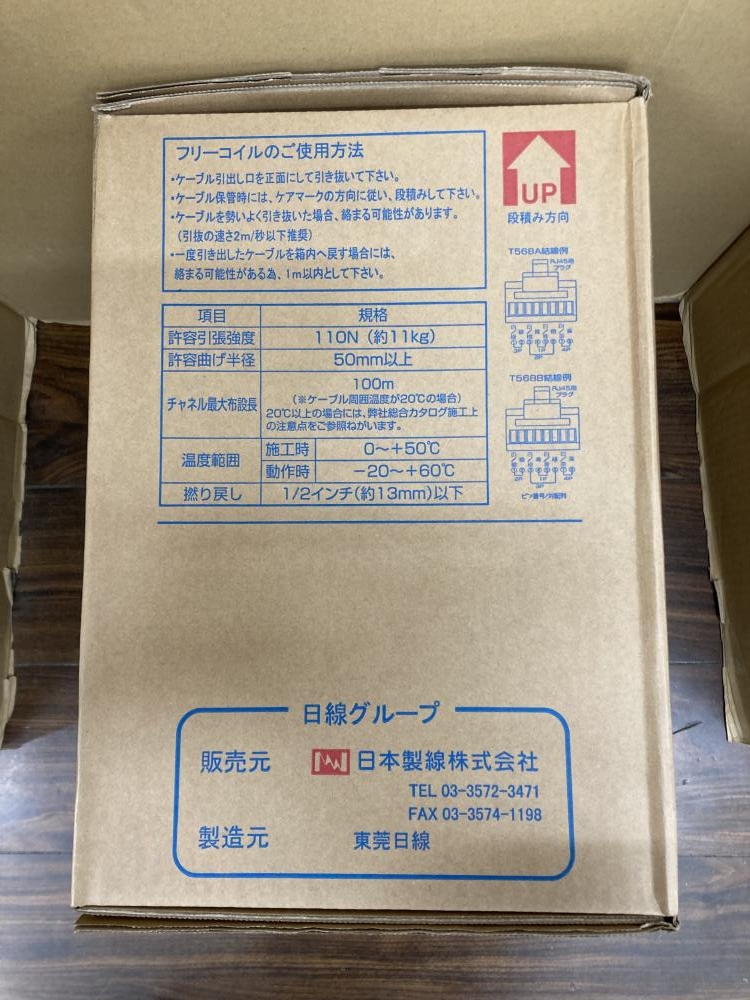 フリーコイルのご使用方法
・ケーブル引出し口を正面にして引き抜いて下さい。
・ケーブル保管時には、ケアマークの方向に従い、段積みして下さい。
・ケーブルを勢いよく引き抜いた場合、絡まる可能性があります。
（引抜の速さ2m/秒以下推奨）
・一度引き出したケーブルを箱内へ戻す場合には、
絡まる可能性がある為、1m以内として下さい。
UP
段積み方向
T568A結線例
RJ45用
プラグ
T568B結線例
RJ45用
プラグ
ピン番号/対配列
項目 規格
許容引張強度 110N（約11kg）
許容曲げ半径 50mm以上
チャネル最大布設長 100m
（※ケーブル周囲温度が20℃の場合）
20℃以上の場合には、弊社総合カタログ施工上
の注意点をご参照ねがいます。
温度範囲 施工時 0〜+50℃
動作時 −20〜+60℃
撚り戻し 1/2インチ（約13mm）以下
日線グループ
販売元 日本製線株式会社
TEL 03-3572-3471
FAX 03-3574-1198
製造元 東莞日線